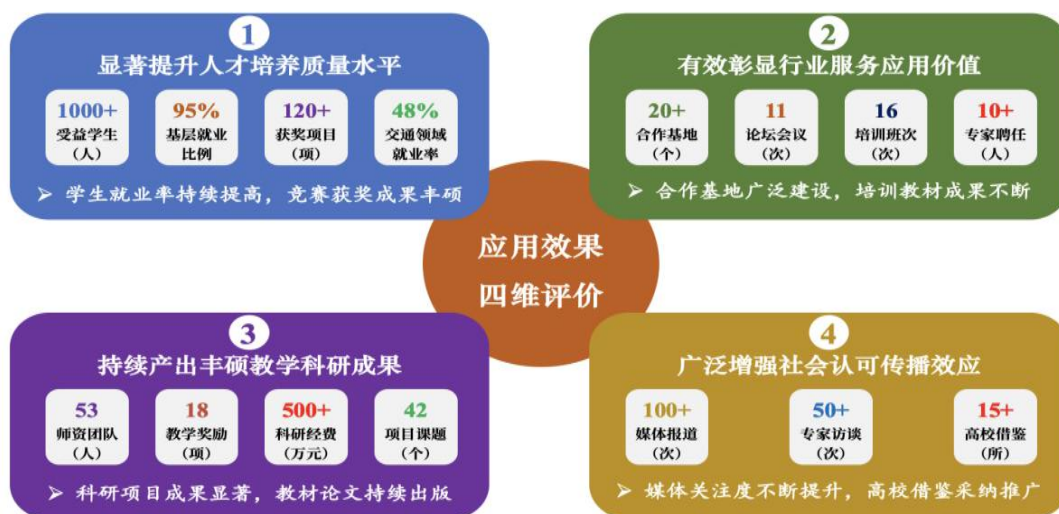 1
显著提升人才培养质量水平
1000+ 95% 120+ 48%
受益学生 基层就业 获奖项目 交通领域
（人） 比例 （项） 就业率
➢ 学生就业率持续提高，竞赛获奖成果丰硕
2
有效彰显行业服务应用价值
20+ 11 16 10+
合作基地 论坛会议 培训班次 专家聘任
（个） （次） （次） （人）
➢ 合作基地广泛建设，培训教材成果不断
应用效果
四维评价
3
持续产出丰硕教学科研成果
53 18 500+ 42
师资团队 教学奖励 科研经费 项目课题
（人） （项） （万元） （个）
➢ 科研项目成果显著，教材论文持续出版
4
广泛增强社会认可传播效应
100+ 50+ 15+
媒体报道 专家访谈 高校借鉴
（次） （次） （所）
➢ 媒体关注度不断提升，高校借鉴采纳推广